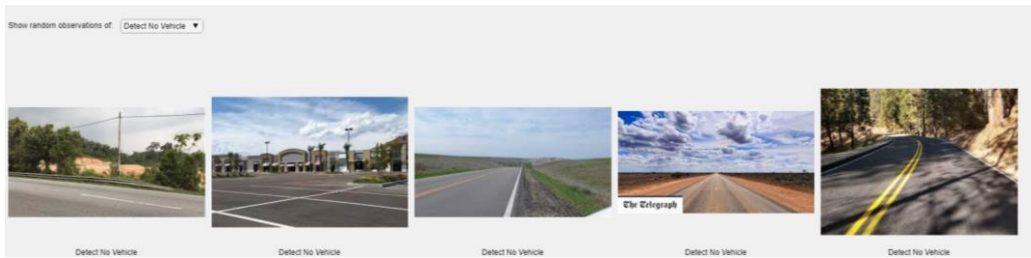 Show random observations of: Detect No Vehicle ▼
The Telegraph
Detect No Vehicle
Detect No Vehicle
Detect No Vehicle
Detect No Vehicle
Detect No Vehicle